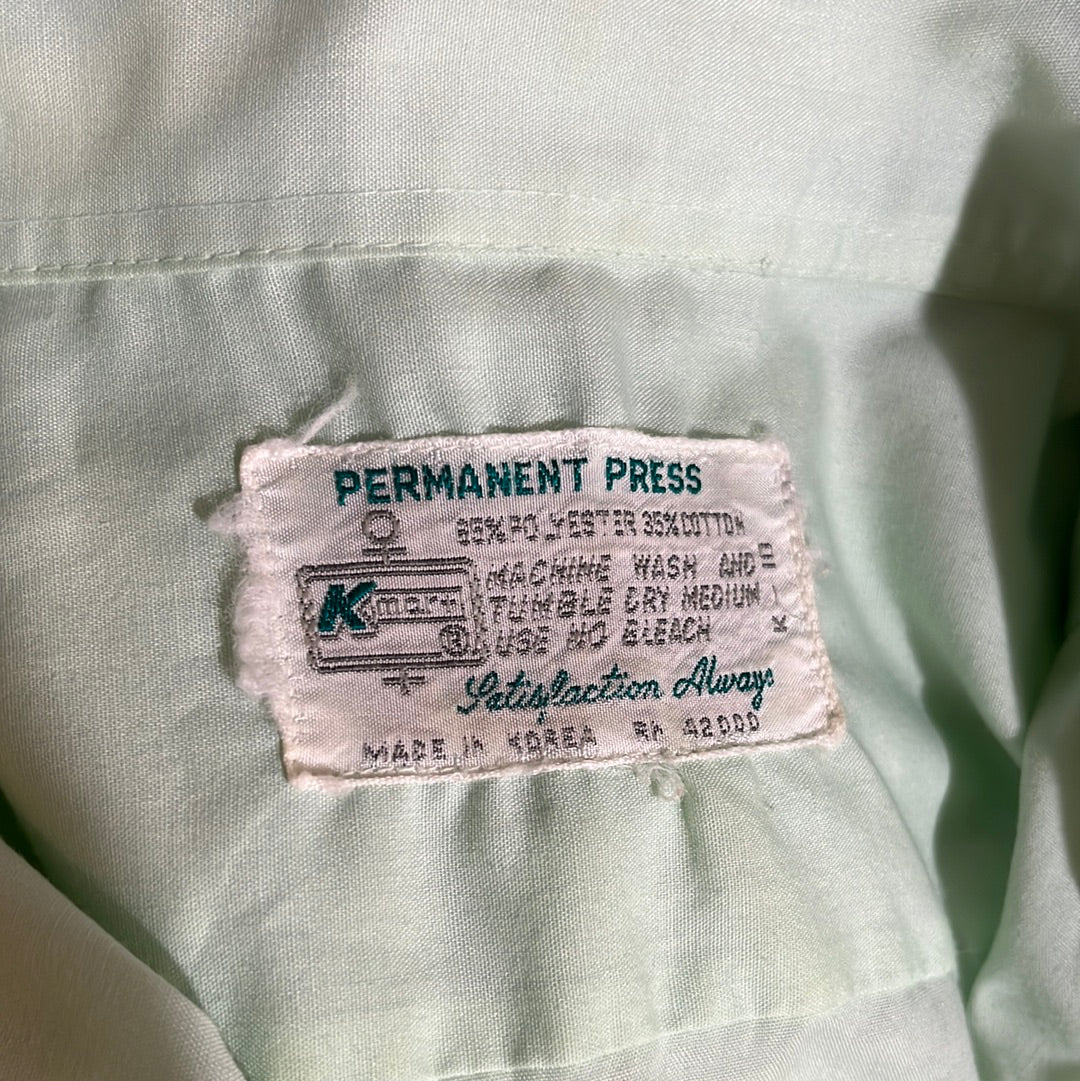 PERMANENT PRESS
65% POLYESTER 35% COTTON
K mart ®
MACHINE WASH AND
TUMBLE DRY MEDIUM
USE NO BLEACH
Satisfaction Always
MADE IN KOREA RN 42000